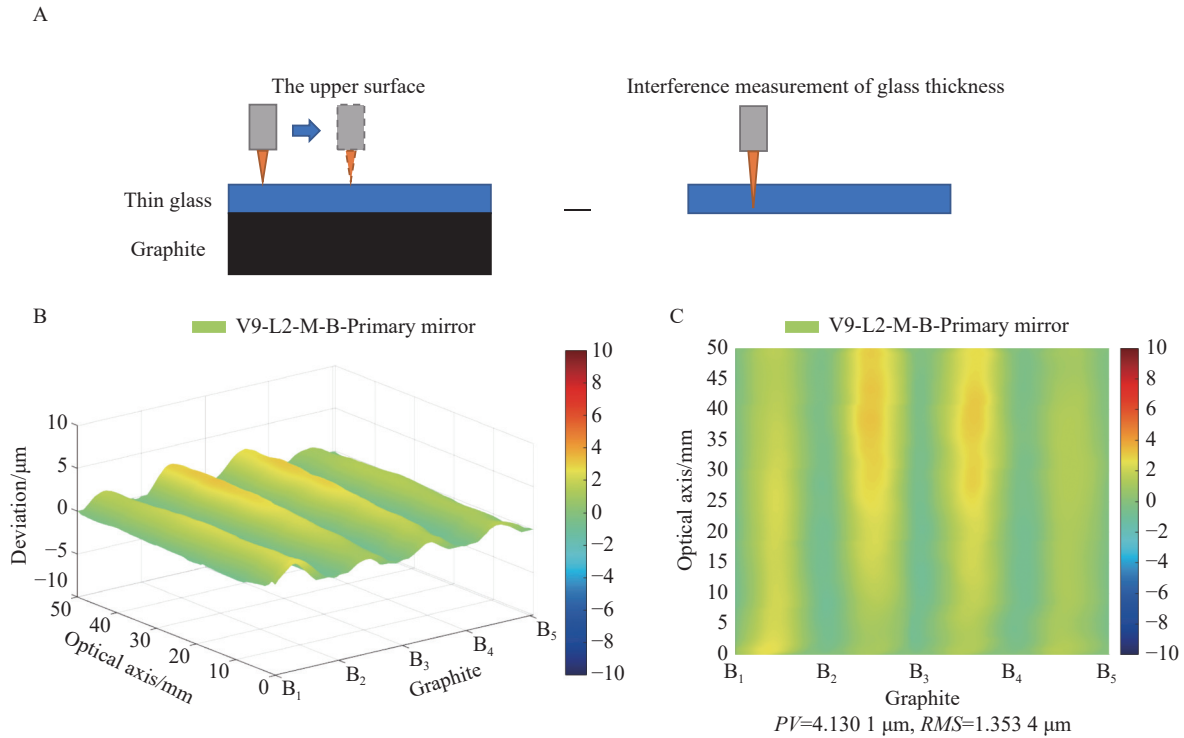 A
The upper surface
Interference measurement of glass thickness
Thin glass
—
Graphite
B
V9-L2-M-B-Primary mirror
10
8
6
4
2
0
−2
−4
−6
−8
−10
10
5
0
−5
−10
Deviation/μm
50
40
30
20
10
0
Optical axis/mm
B₁
B₂
B₃
B₄
B₅
Graphite
C
V9-L2-M-B-Primary mirror
50
45
40
35
30
25
20
15
10
5
0
Optical axis/mm
10
8
6
4
2
0
−2
−4
−6
−8
−10
B₁ B₂ B₃ B₄ B₅
Graphite
PV=4.130 1 μm, RMS=1.353 4 μm